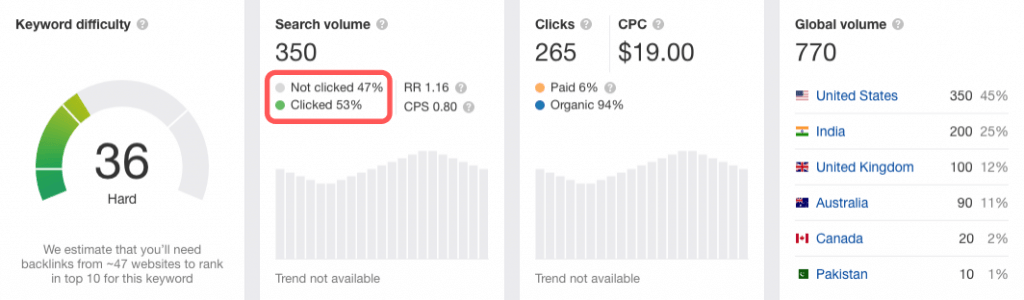 Keyword difficulty ?
36
Hard
We estimate that you'll need
backlinks from ~47 websites to rank
in top 10 for this keyword
Search volume ?
350
Not clicked 47%
Clicked 53%
RR 1.16 ?
CPS 0.80 ?
Trend not available
Clicks ?
265
CPC ?
$19.00
Paid 6% ?
Organic 94%
Trend not available
Global volume ?
770
United States 350 45%
India 200 25%
United Kingdom 100 12%
Australia 90 11%
Canada 20 2%
Pakistan 10 1%